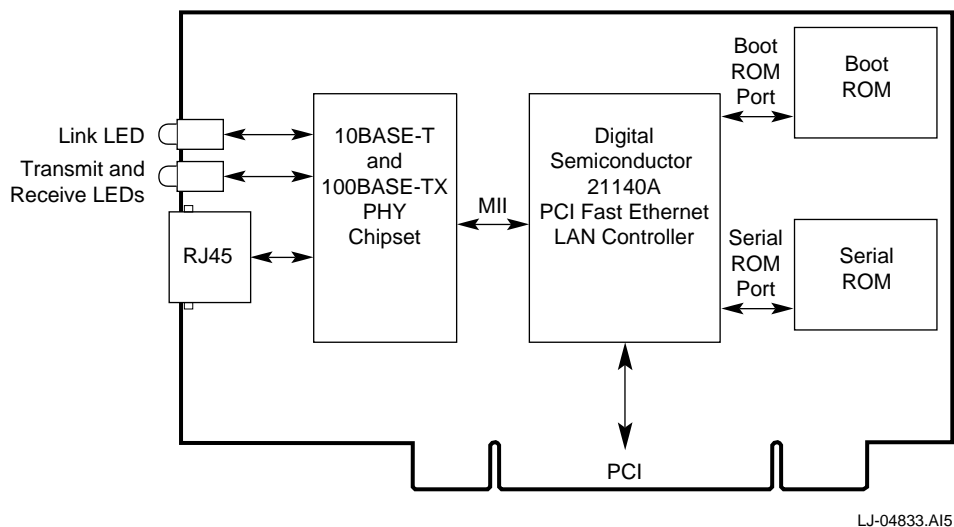 Link LED
Transmit and
Receive LEDs
RJ45
10BASE-T
and
100BASE-TX
PHY
Chipset
MII
Digital
Semiconductor
21140A
PCI Fast Ethernet
LAN Controller
Boot
ROM
Port
Boot
ROM
Serial
ROM
Port
Serial
ROM
PCI
LJ-04833.AI5